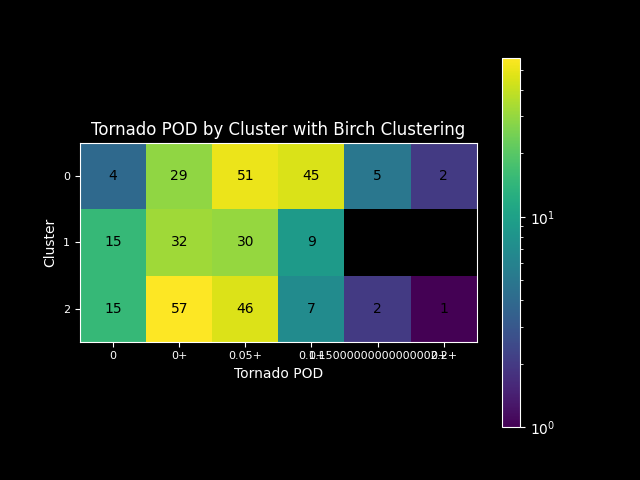 Tornado POD by Cluster with Birch Clustering
0 4 29 51 45 5 2
Cluster
1 15 32 30 9
2 15 57 46 7 2 1
0 0+ 0.05+ 0.2+
Tornado POD
10¹
10⁰